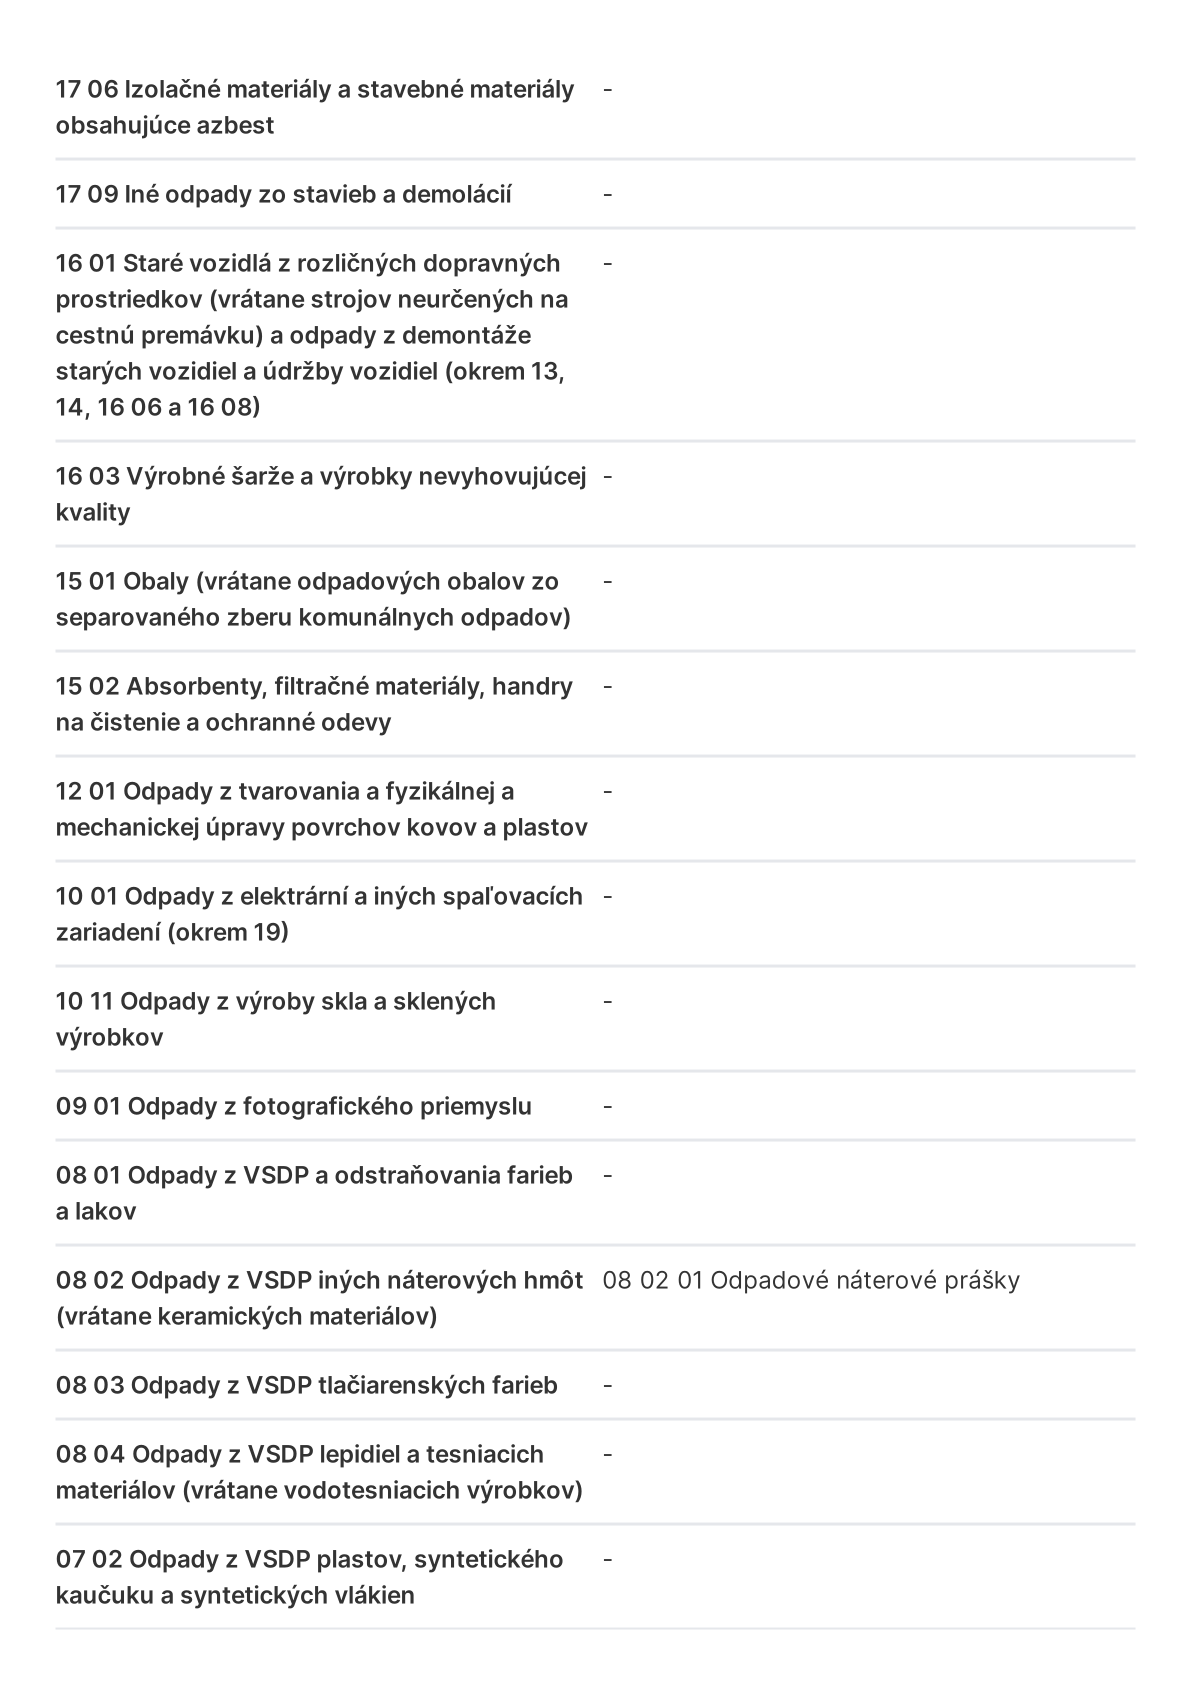 17 06 Izolačné materiály a stavebné materiály -
obsahujúce azbest
17 09 Iné odpady zo stavieb a demolácií -
16 01 Staré vozidlá z rozličných dopravných -
prostriedkov (vrátane strojov neurčených na
cestnú premávku) a odpady z demontáže
starých vozidiel a údržby vozidiel (okrem 13,
14, 16 06 a 16 08)
16 03 Výrobné šarže a výrobky nevyhovujúcej -
kvality
15 01 Obaly (vrátane odpadových obalov zo -
separovaného zberu komunálnych odpadov)
15 02 Absorbenty, filtračné materiály, handry -
na čistenie a ochranné odevy
12 01 Odpady z tvarovania a fyzikálnej a -
mechanickej úpravy povrchov kovov a plastov
10 01 Odpady z elektrární a iných spaľovacích -
zariadení (okrem 19)
10 11 Odpady z výroby skla a sklených -
výrobkov
09 01 Odpady z fotografického priemyslu -
08 01 Odpady z VSDP a odstraňovania farieb -
a lakov
08 02 Odpady z VSDP iných náterových hmôt 08 02 01 Odpadové náterové prášky
(vrátane keramických materiálov)
08 03 Odpady z VSDP tlačiarenských farieb -
08 04 Odpady z VSDP lepidiel a tesniacich -
materiálov (vrátane vodotesniacich výrobkov)
07 02 Odpady z VSDP plastov, syntetického -
kaučuku a syntetických vlákien